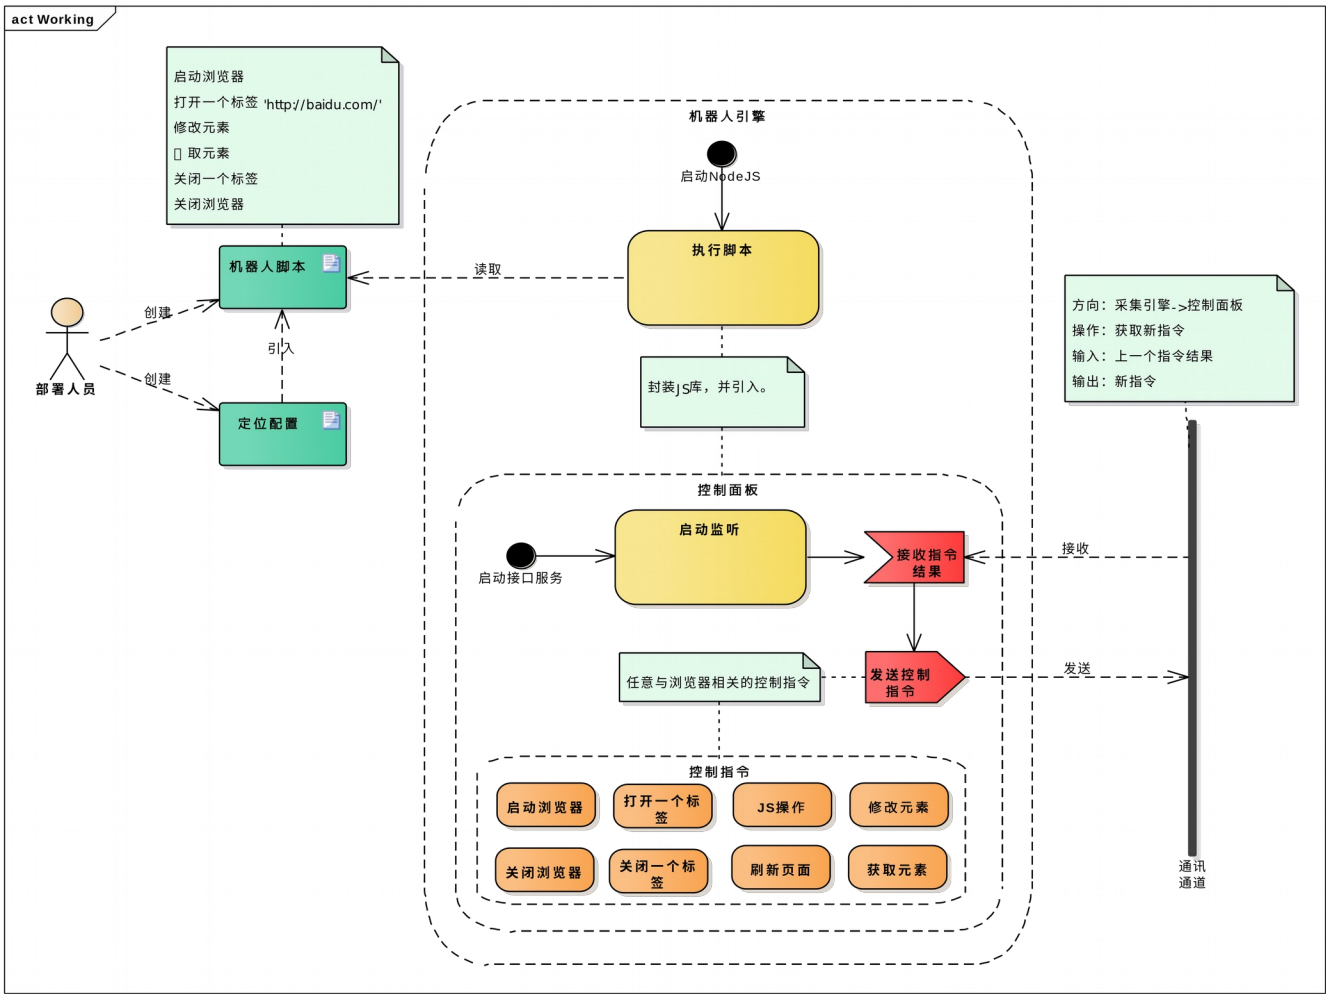 act Working
启动浏览器
打开一个标签 'http://baidu.com/'
修改元素
取元素
关闭一个标签
关闭浏览器
机器人脚本
创建
部署人员
创建
引入
定位配置
读取
机器人引擎
启动NodeJS
执行脚本
封装JS库，并引入。
控制面板
启动监听
启动接口服务
接收指令
结果
接收
发送控制
指令
发送
任意与浏览器相关的控制指令
控制指令
启动浏览器
打开一个标
签
JS操作
修改元素
关闭浏览器
关闭一个标
签
刷新页面
获取元素
方向：采集引擎->控制面板
操作：获取新指令
输入：上一个指令结果
输出：新指令
通讯
通道